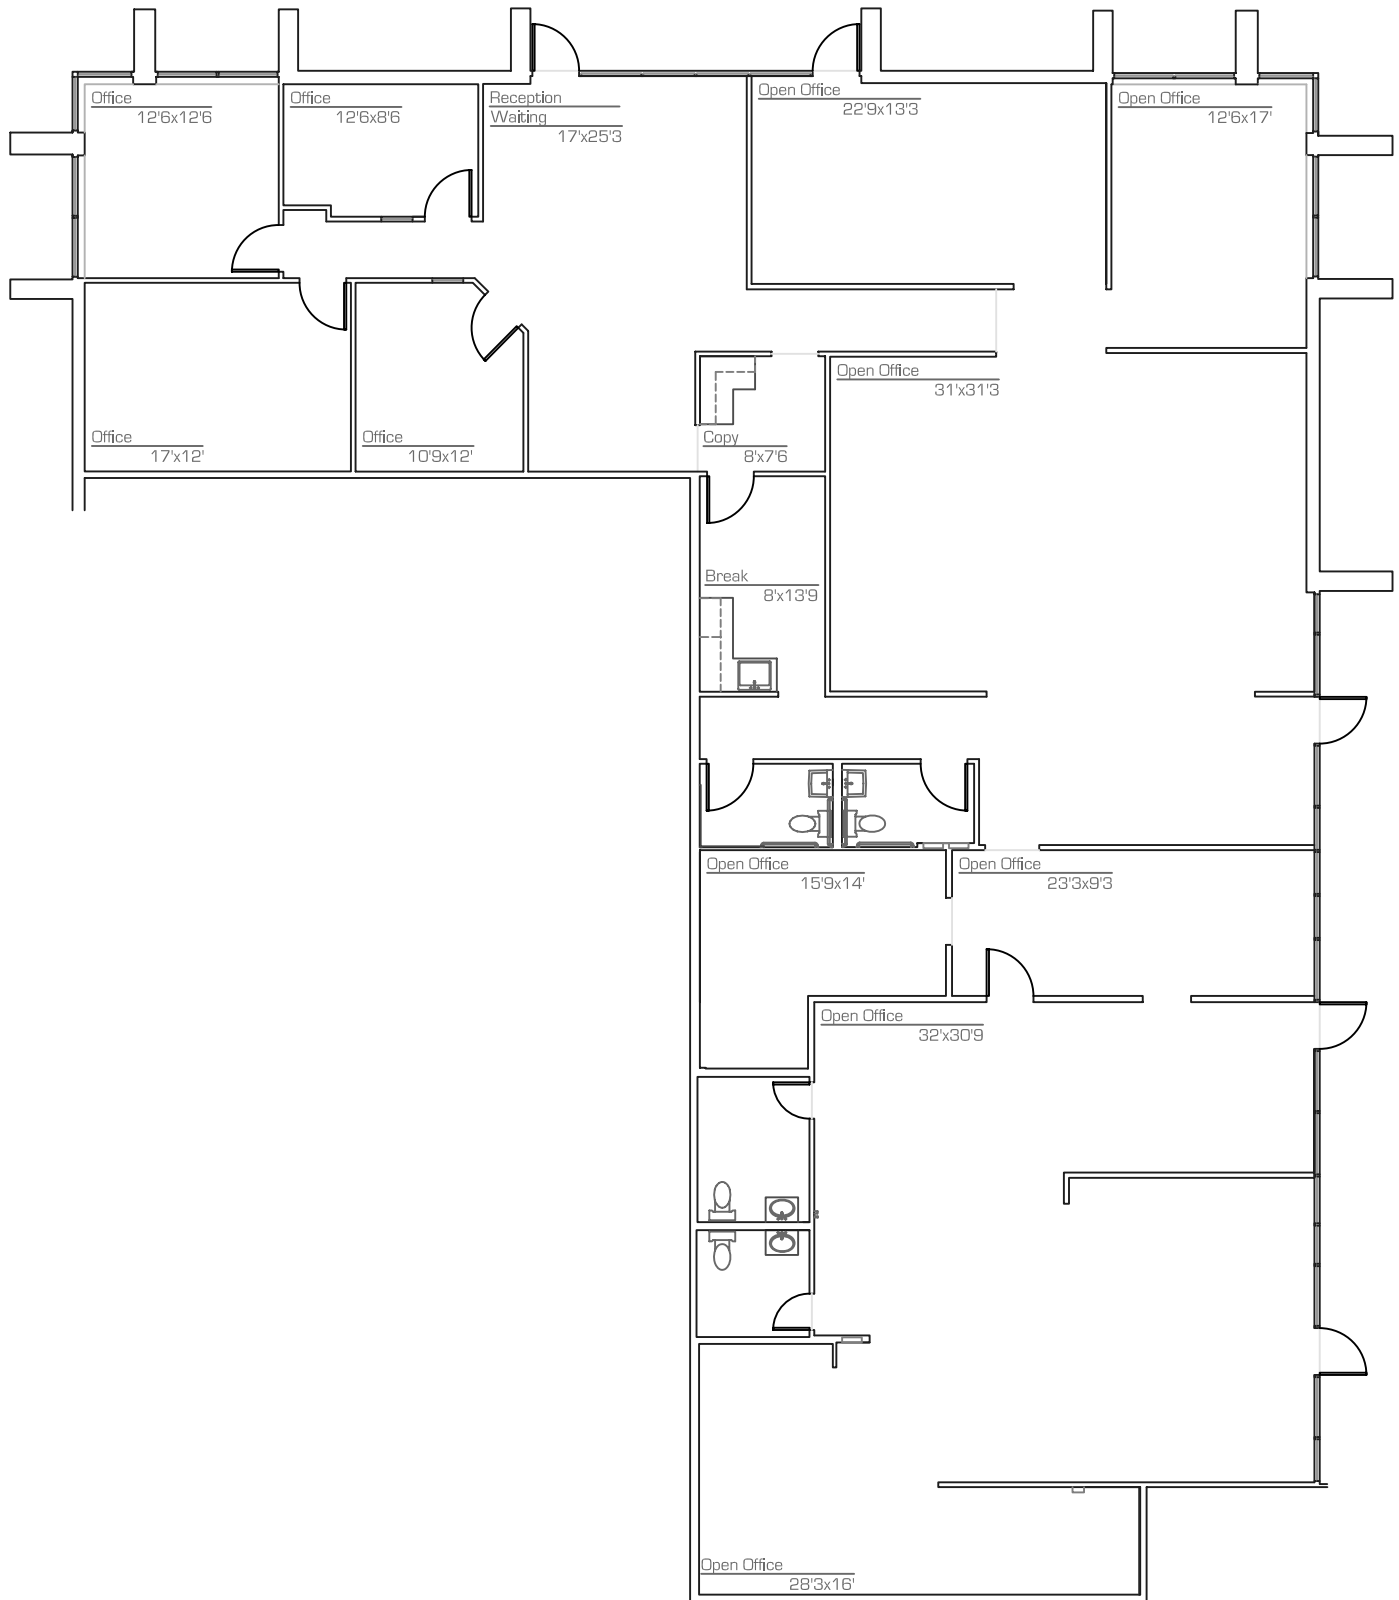 Office
12'6x12'6
Office
12'6x8'6
Reception
Waiting
17'x25'3
Open Office
22'9x13'3
Open Office
12'6x17'
Office
17'x12'
Office
10'9x12'
Copy
8'x7'6
Open Office
31'x31'3
Break
8'x13'9
Open Office
15'9x14'
Open Office
23'3x9'3
Open Office
32'x30'9
Open Office
28'3x16'